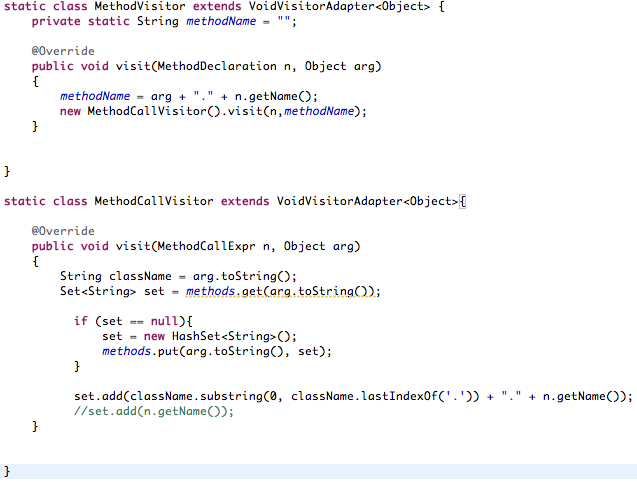 static class MethodVisitor extends VoidVisitorAdapter<Object> {
    private static String methodName = "";
    @Override
    public void visit(MethodDeclaration n, Object arg)
    {
        methodName = arg + "." + n.getName();
        new MethodCallVisitor().visit(n,methodName);
    }
}
static class MethodCallVisitor extends VoidVisitorAdapter<Object>{
    @Override
    public void visit(MethodCallExpr n, Object arg)
    {
        String className = arg.toString();
        Set<String> set = methods.get(arg.toString());
          if (set == null){
              set = new HashSet<String>();
              methods.put(arg.toString(), set);
          }
          set.add(className.substring(0, className.lastIndexOf('.')) + "." + n.getName());
          //set.add(n.getName());
    }
}